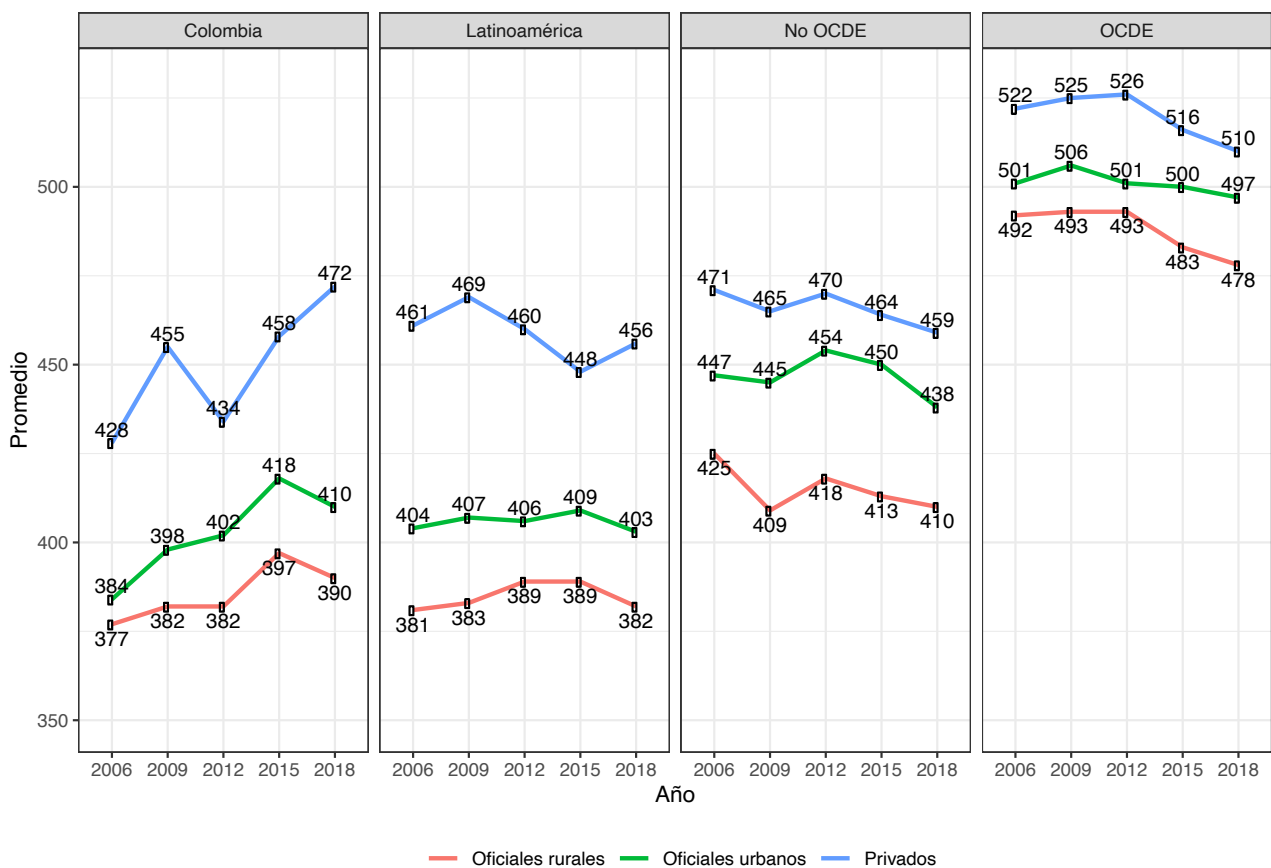 Colombia Latinoamérica No OCDE OCDE
522 525 526 516 510
501 506 501 500 497
492 493 493 483 478
500
428 455 434 458 472
461 469 460 448 456
471 465 470 464 459
447 445 454 450 438
450
384 398 402 418 410
404 407 406 409 403
425 409 418 413 410
400
377 382 382 397 390
381 383 389 389 382
350
Promedio
2006 2009 2012 2015 2018 2006 2009 2012 2015 2018 2006 2009 2012 2015 2018 2006 2009 2012 2015 2018
Año
Oficiales rurales Oficiales urbanos Privados